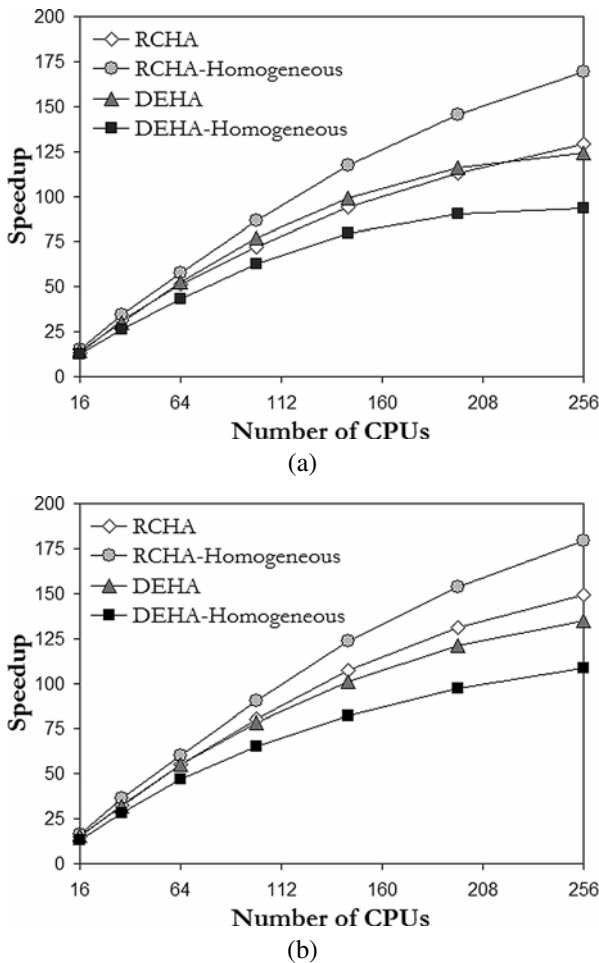 200
175
150
125
100
75
50
25
0
Speedup
RCHA
RCHA-Homogeneous
DEHA
DEHA-Homogeneous
16 64 112 160 208 256
Number of CPUs
(a)
200
175
150
125
100
75
50
25
0
Speedup
RCHA
RCHA-Homogeneous
DEHA
DEHA-Homogeneous
16 64 112 160 208 256
Number of CPUs
(b)